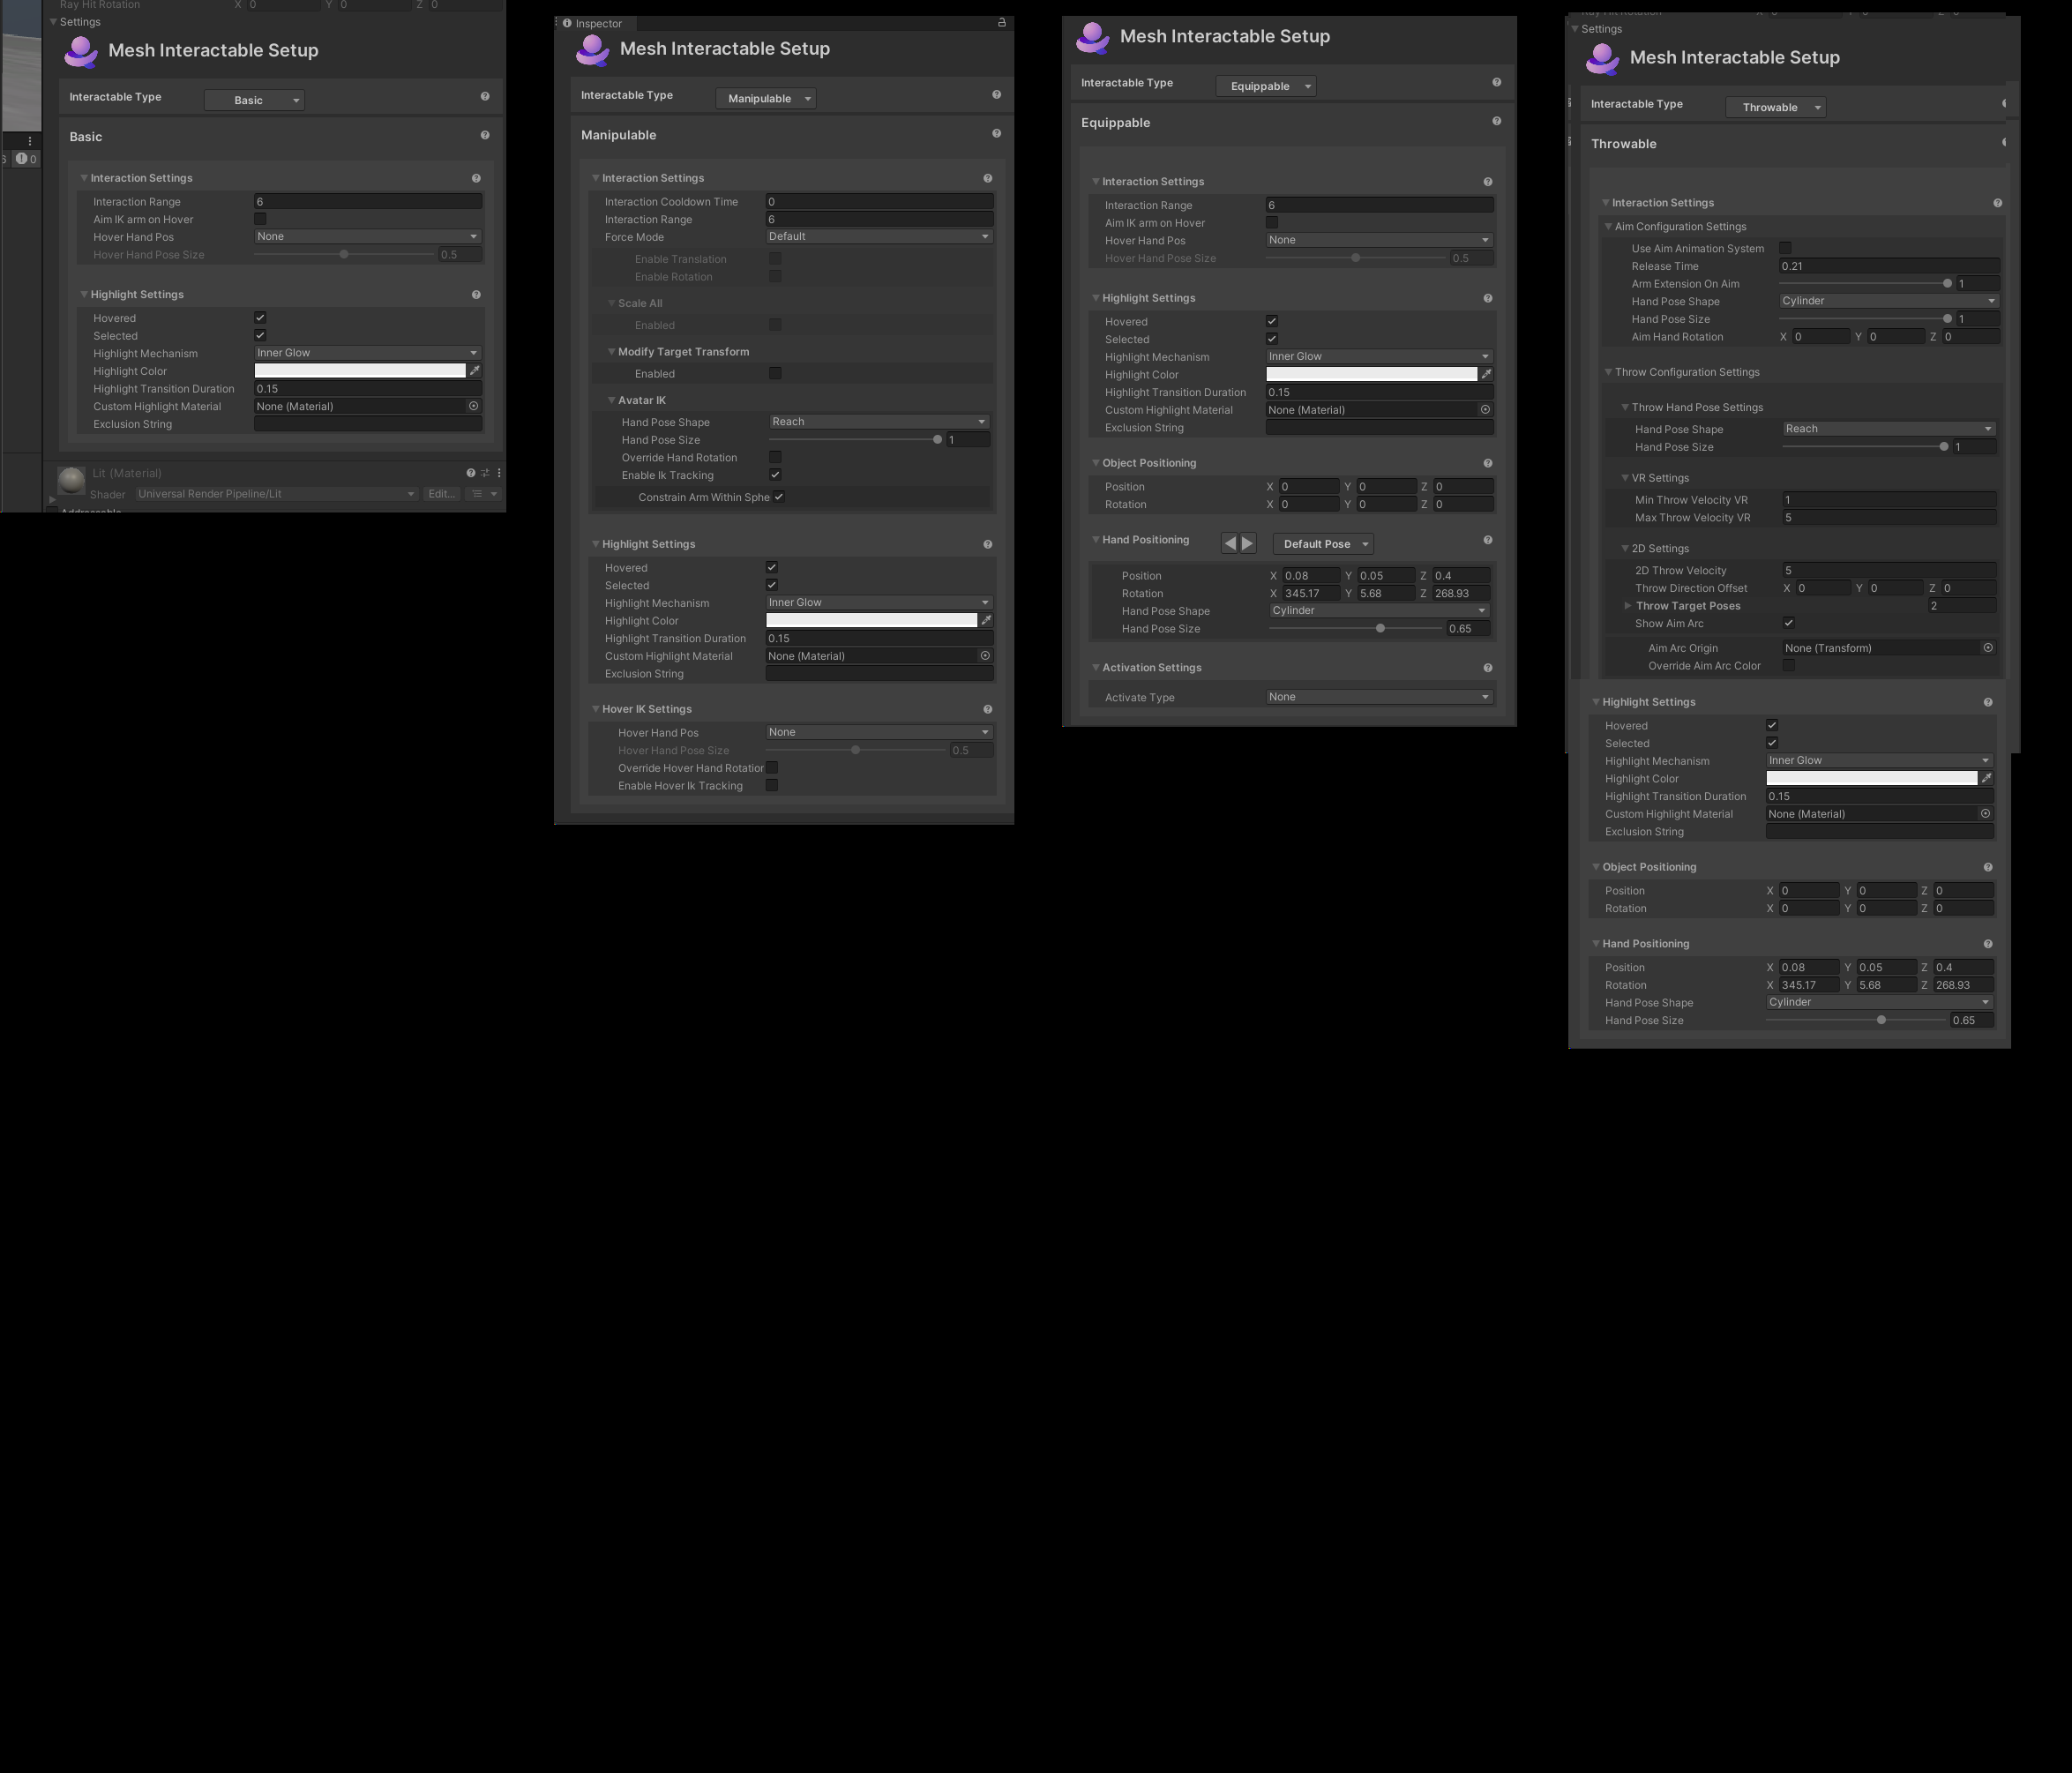 Ray Hit Rotation X 0 Y 0 Z 0
Settings
Mesh Interactable Setup
Interactable Type Basic
Basic
0
Interaction Settings
Interaction Range 6
Aim IK arm on Hover
Hover Hand Pos None
Hover Hand Pose Size 0.5
Highlight Settings
Hovered
Selected
Highlight Mechanism Inner Glow
Highlight Color
Highlight Transition Duration 0.15
Custom Highlight Material None (Material)
Exclusion String
Lit (Material)
Shader Universal Render Pipeline/Lit Edit...
Inspector
Mesh Interactable Setup
Interactable Type Manipulable
Manipulable
Interaction Settings
Interaction Cooldown Time 0
Interaction Range 6
Force Mode Default
Enable Translation
Enable Rotation
Scale All
Enabled
Modify Target Transform
Enabled
Avatar IK
Hand Pose Shape Reach
Hand Pose Size 1
Override Hand Rotation
Enable Ik Tracking
Constrain Arm Within Sphe
Highlight Settings
Hovered
Selected
Highlight Mechanism Inner Glow
Highlight Color
Highlight Transition Duration 0.15
Custom Highlight Material None (Material)
Exclusion String
Hover IK Settings
Hover Hand Pos None
Hover Hand Pose Size 0.5
Override Hover Hand Rotatior
Enable Hover Ik Tracking
Mesh Interactable Setup
Interactable Type Equippable
Equippable
Interaction Settings
Interaction Range 6
Aim IK arm on Hover
Hover Hand Pos None
Hover Hand Pose Size 0.5
Highlight Settings
Hovered
Selected
Highlight Mechanism Inner Glow
Highlight Color
Highlight Transition Duration 0.15
Custom Highlight Material None (Material)
Exclusion String
Object Positioning
Position X 0 Y 0 Z 0
Rotation X 0 Y 0 Z 0
Hand Positioning Default Pose
Position X 0.08 Y 0.05 Z 0.4
Rotation X 345.17 Y 5.68 Z 268.93
Hand Pose Shape Cylinder
Hand Pose Size 0.65
Activation Settings
Activate Type None
Settings
Mesh Interactable Setup
Interactable Type Throwable
Throwable
Interaction Settings
Aim Configuration Settings
Use Aim Animation System
Release Time 0.21
Arm Extension On Aim 1
Hand Pose Shape Cylinder
Hand Pose Size 1
Aim Hand Rotation X 0 Y 0 Z 0
Throw Configuration Settings
Throw Hand Pose Settings
Hand Pose Shape Reach
Hand Pose Size 1
VR Settings
Min Throw Velocity VR 1
Max Throw Velocity VR 5
2D Settings
2D Throw Velocity 5
Throw Direction Offset X 0 Y 0 Z 0
Throw Target Poses 2
Show Aim Arc
Aim Arc Origin None (Transform)
Override Aim Arc Color
Highlight Settings
Hovered
Selected
Highlight Mechanism Inner Glow
Highlight Color
Highlight Transition Duration 0.15
Custom Highlight Material None (Material)
Exclusion String
Object Positioning
Position X 0 Y 0 Z 0
Rotation X 0 Y 0 Z 0
Hand Positioning
Position X 0.08 Y 0.05 Z 0.4
Rotation X 345.17 Y 5.68 Z 268.93
Hand Pose Shape Cylinder
Hand Pose Size 0.65